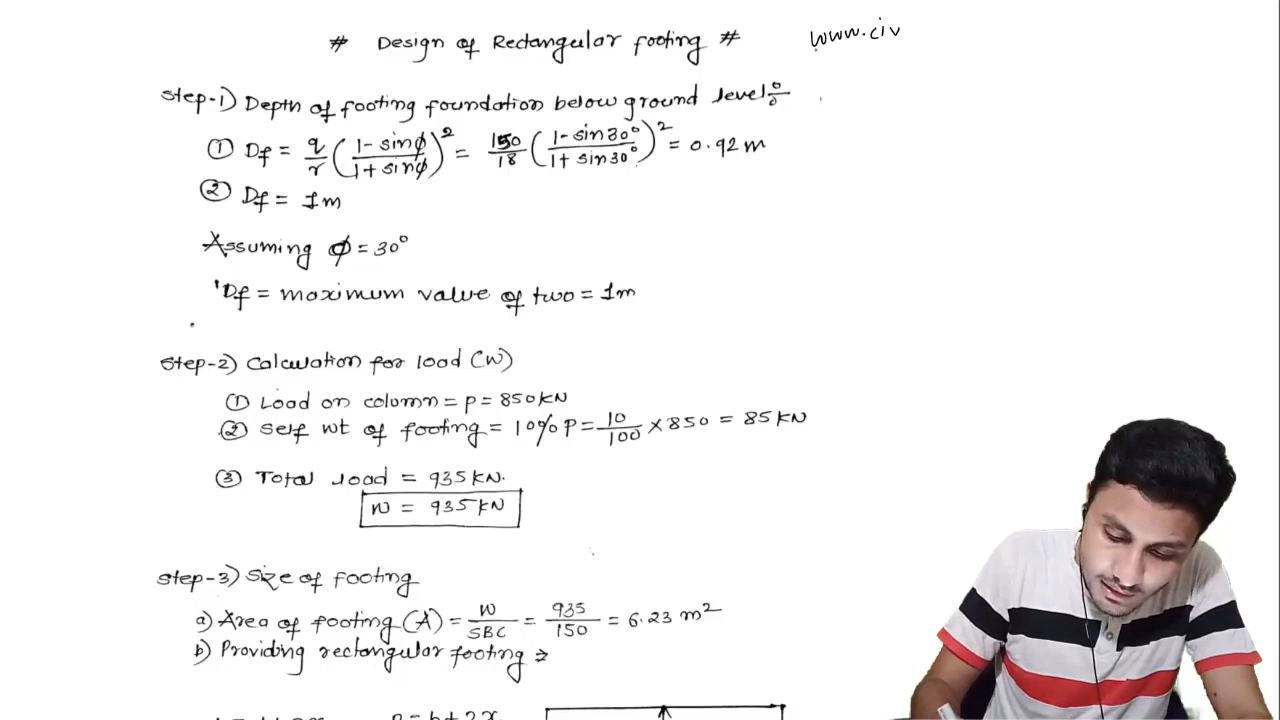 # Design of Rectangular footing #
www.civ
Step-1) Depth of footing foundation below ground level:-
① Df = q/r (1 - sinϕ / 1 + sinϕ)² = 150/18 (1 - sin30° / 1 + sin30°)² = 0.92 m
② Df = 1m
Assuming ϕ = 30°
Df = maximum value of two = 1m
Step-2) Calculation for load (W)
① Load on column = P = 850 KN
② Self wt of footing = 10% P = 10/100 × 850 = 85 KN
③ Total load = 935 KN.
W = 935 KN
Step-3) Size of footing
a) Area of footing (A) = W/SBC = 935/150 = 6.23 m²
b) Providing rectangular footing ⇒